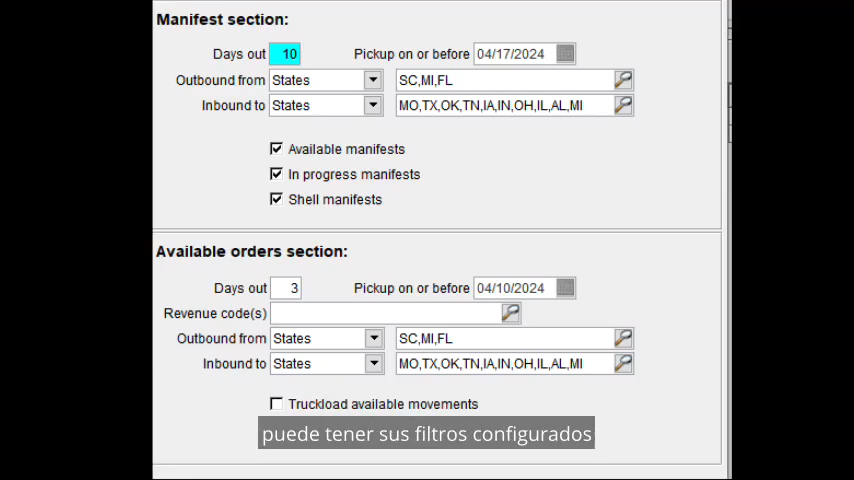 Manifest section:
Days out 10 Pickup on or before 04/17/2024
Outbound from States SC,MI,FL
Inbound to States MO,TX,OK,TN,IA,IN,OH,IL,AL,MI
Available manifests
In progress manifests
Shell manifests
Available orders section:
Days out 3 Pickup on or before 04/10/2024
Revenue code(s)
Outbound from States SC,MI,FL
Inbound to States MO,TX,OK,TN,IA,IN,OH,IL,AL,MI
Truckload available movements
puede tener sus filtros configurados